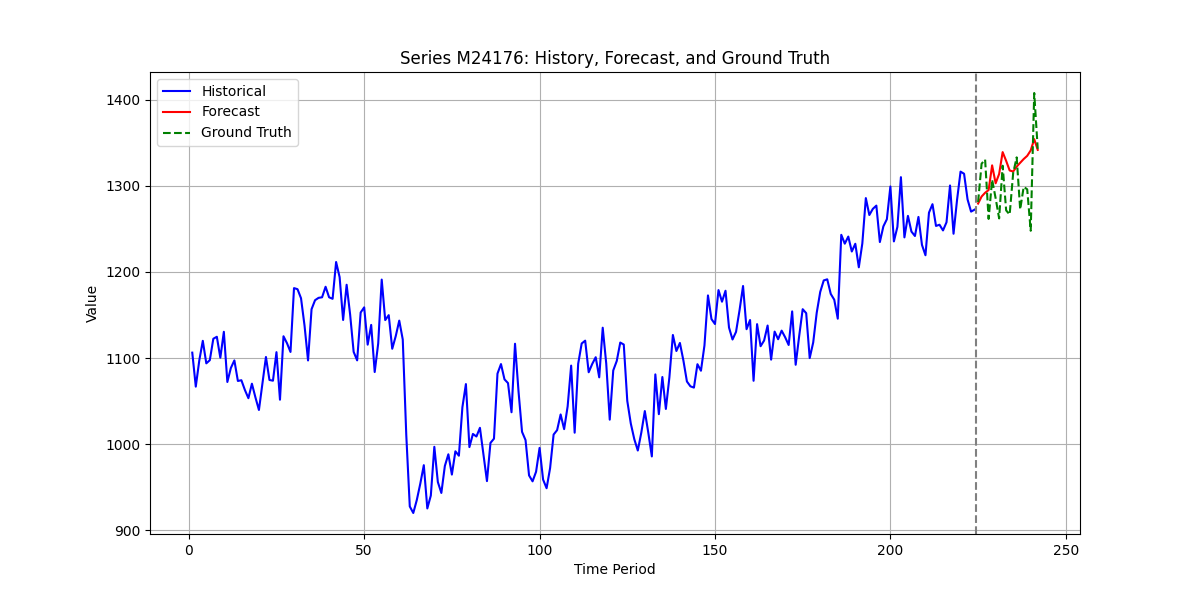 Series M24176: History, Forecast, and Ground Truth
Historical
Forecast
Ground Truth
1400
1300
1200
1100
1000
900
Value
0 50 100 150 200 250
Time Period